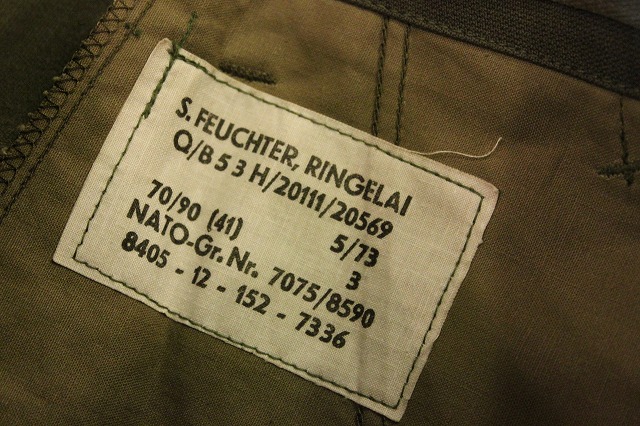 S. FEUCHTER, RINGELAI
Q/B 5 3 H/20111/20569
70/90 (41) 5/73
3
NATO-Gr. Nr. 7075/8590
8405 - 12 - 152 - 7336